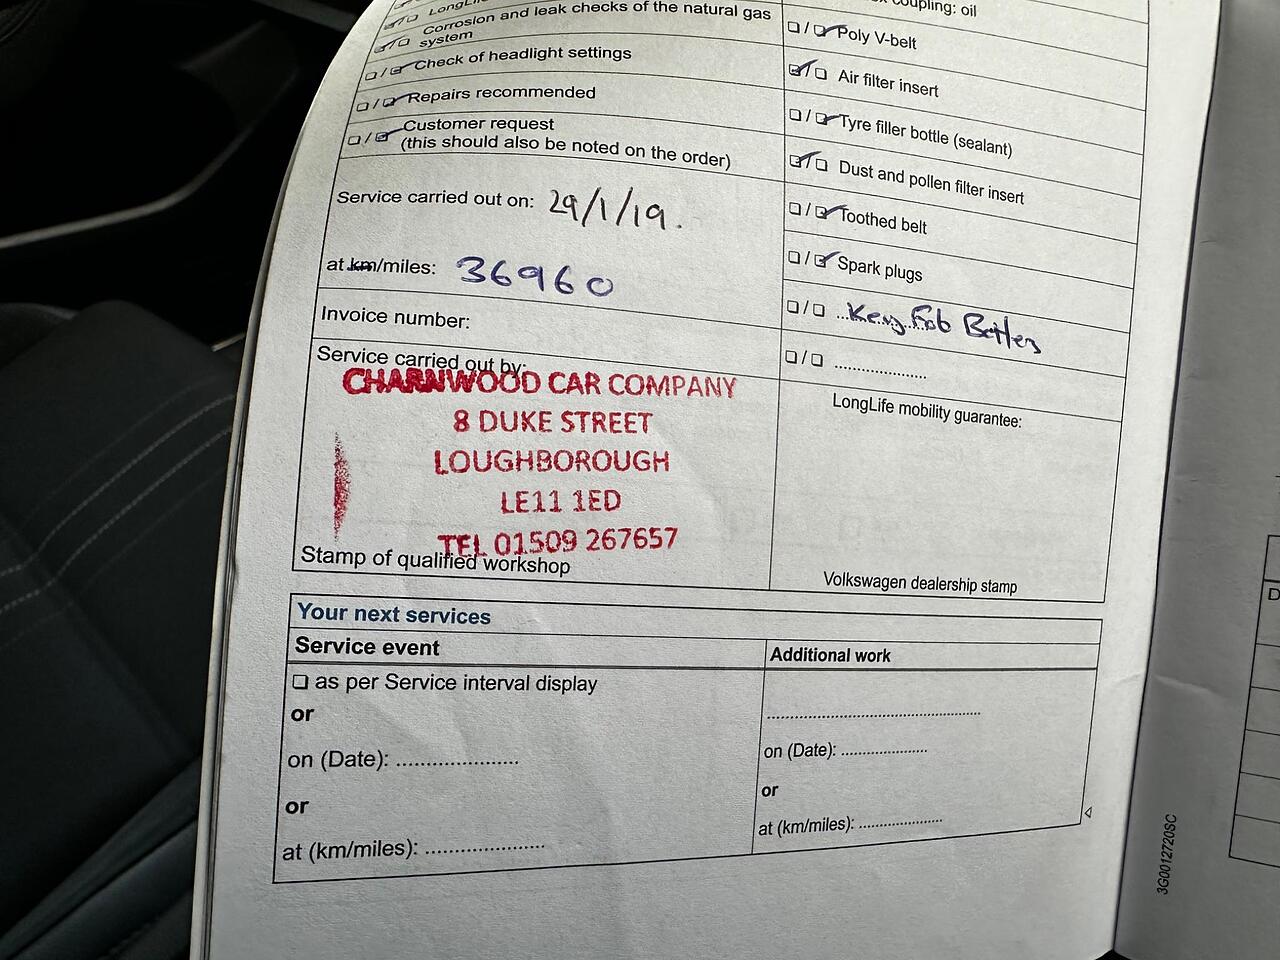 LongLi
Corrosion and leak checks of the natural gas
system
☐ / ☑ Check of headlight settings
☐ / ☑ Repairs recommended
☐ / ☑ Customer request
(this should also be noted on the order)
Service carried out on: 29/1/19.
at km/miles: 36960
Invoice number:
Service carried out by:
CHARNWOOD CAR COMPANY
8 DUKE STREET
LOUGHBOROUGH
LE11 1ED
TEL 01509 267657
Stamp of qualified workshop
coupling: oil
☐ / ☑ Poly V-belt
☑ / ☐ Air filter insert
☐ / ☑ Tyre filler bottle (sealant)
☑ / ☐ Dust and pollen filter insert
☐ / ☑ Toothed belt
☐ / ☑ Spark plugs
☐ / ☐ Key Fob
☐ / ☐ ....................
LongLife mobility guarantee:
Volkswagen dealership stamp
Your next services
Service event
☐ as per Service interval display
or
on (Date): .....................
or
at (km/miles): .....................
Additional work
.....................................................
on (Date): .....................
or
at (km/miles): .....................
3G0012720SC
D